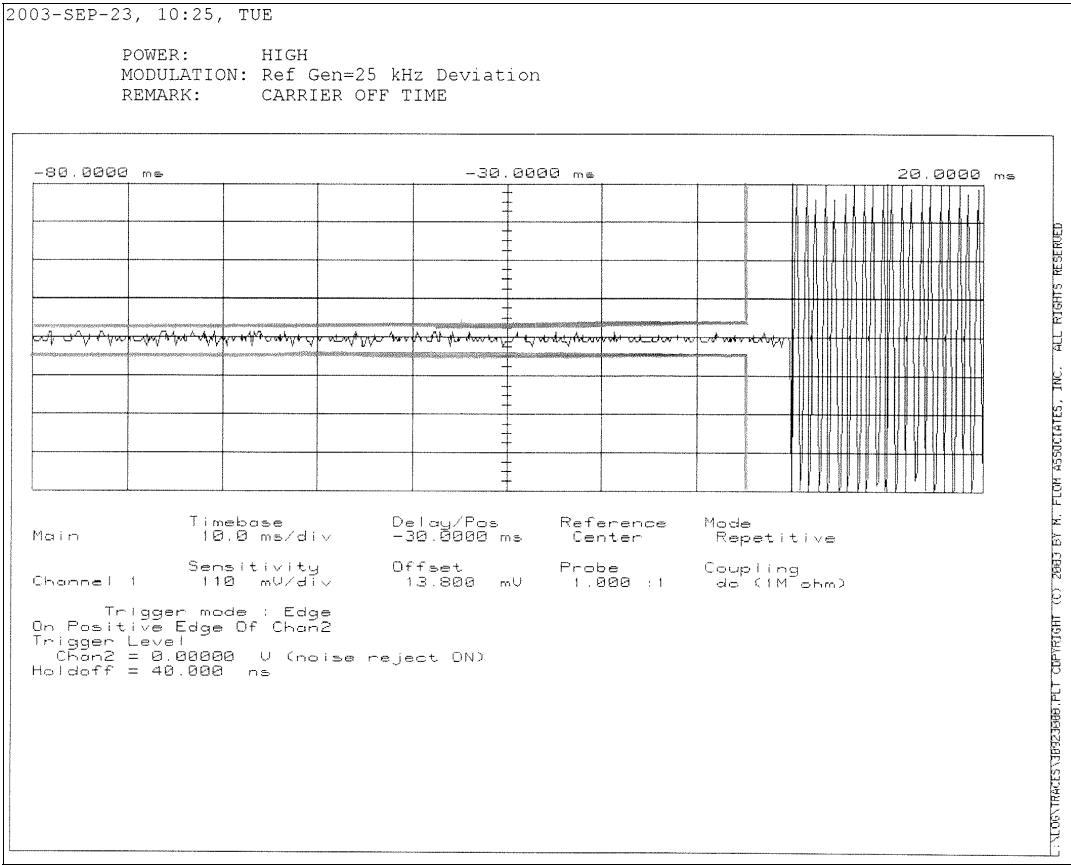 2003-SEP-23, 10:25, TUE
POWER: HIGH
MODULATION: Ref Gen=25 kHz Deviation
REMARK: CARRIER OFF TIME
-80.0000 ms -30.0000 ms 20.0000 ms
Timebase Delay/Pos Reference Mode
Main 10.0 ms/div -30.0000 ms Center Repetitive
Sensitivity Offset Probe Coupling
Channel 1 110 mV/div 13.800 mV 1.000 :1 dc (1M ohm)
Trigger mode : Edge
On Positive Edge Of Chan2
Trigger Level
Chan2 = 0.00000 V (noise reject ON)
Holdoff = 40.000 ns
COPYRIGHT (C) 2003 BY M. FLOM ASSOCIATES, INC. ALL RIGHTS RESERVED